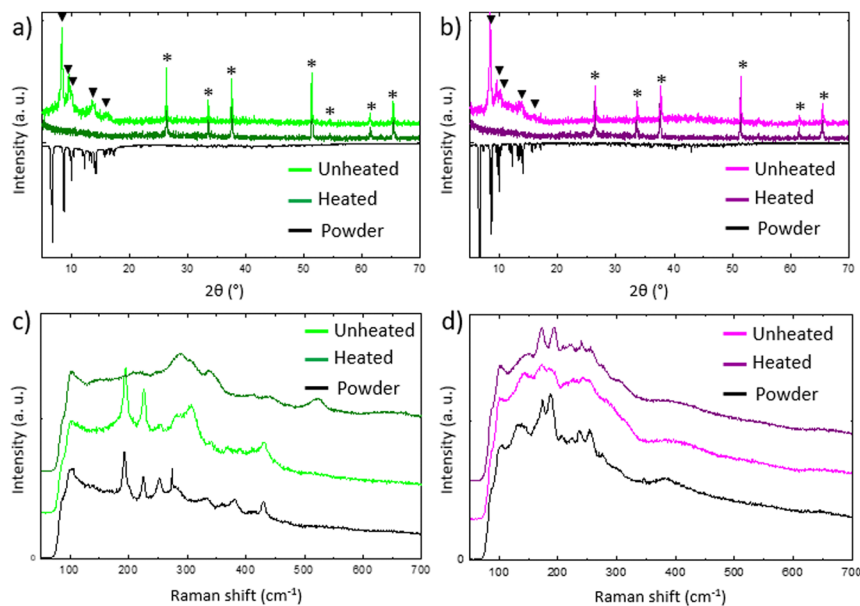 a)
* * * * * * *
Intensity (a. u.)
Unheated
Heated
Powder
10 20 30 40 50 60 70
2θ (°)
b)
* * * * * *
Intensity (a. u.)
Unheated
Heated
Powder
10 20 30 40 50 60 70
2θ (°)
c)
Intensity (a. u.)
Unheated
Heated
Powder
0
100 200 300 400 500 600 700
Raman shift (cm⁻¹)
d)
Intensity (a. u.)
Unheated
Heated
Powder
0
100 200 300 400 500 600 700
Raman shift (cm⁻¹)